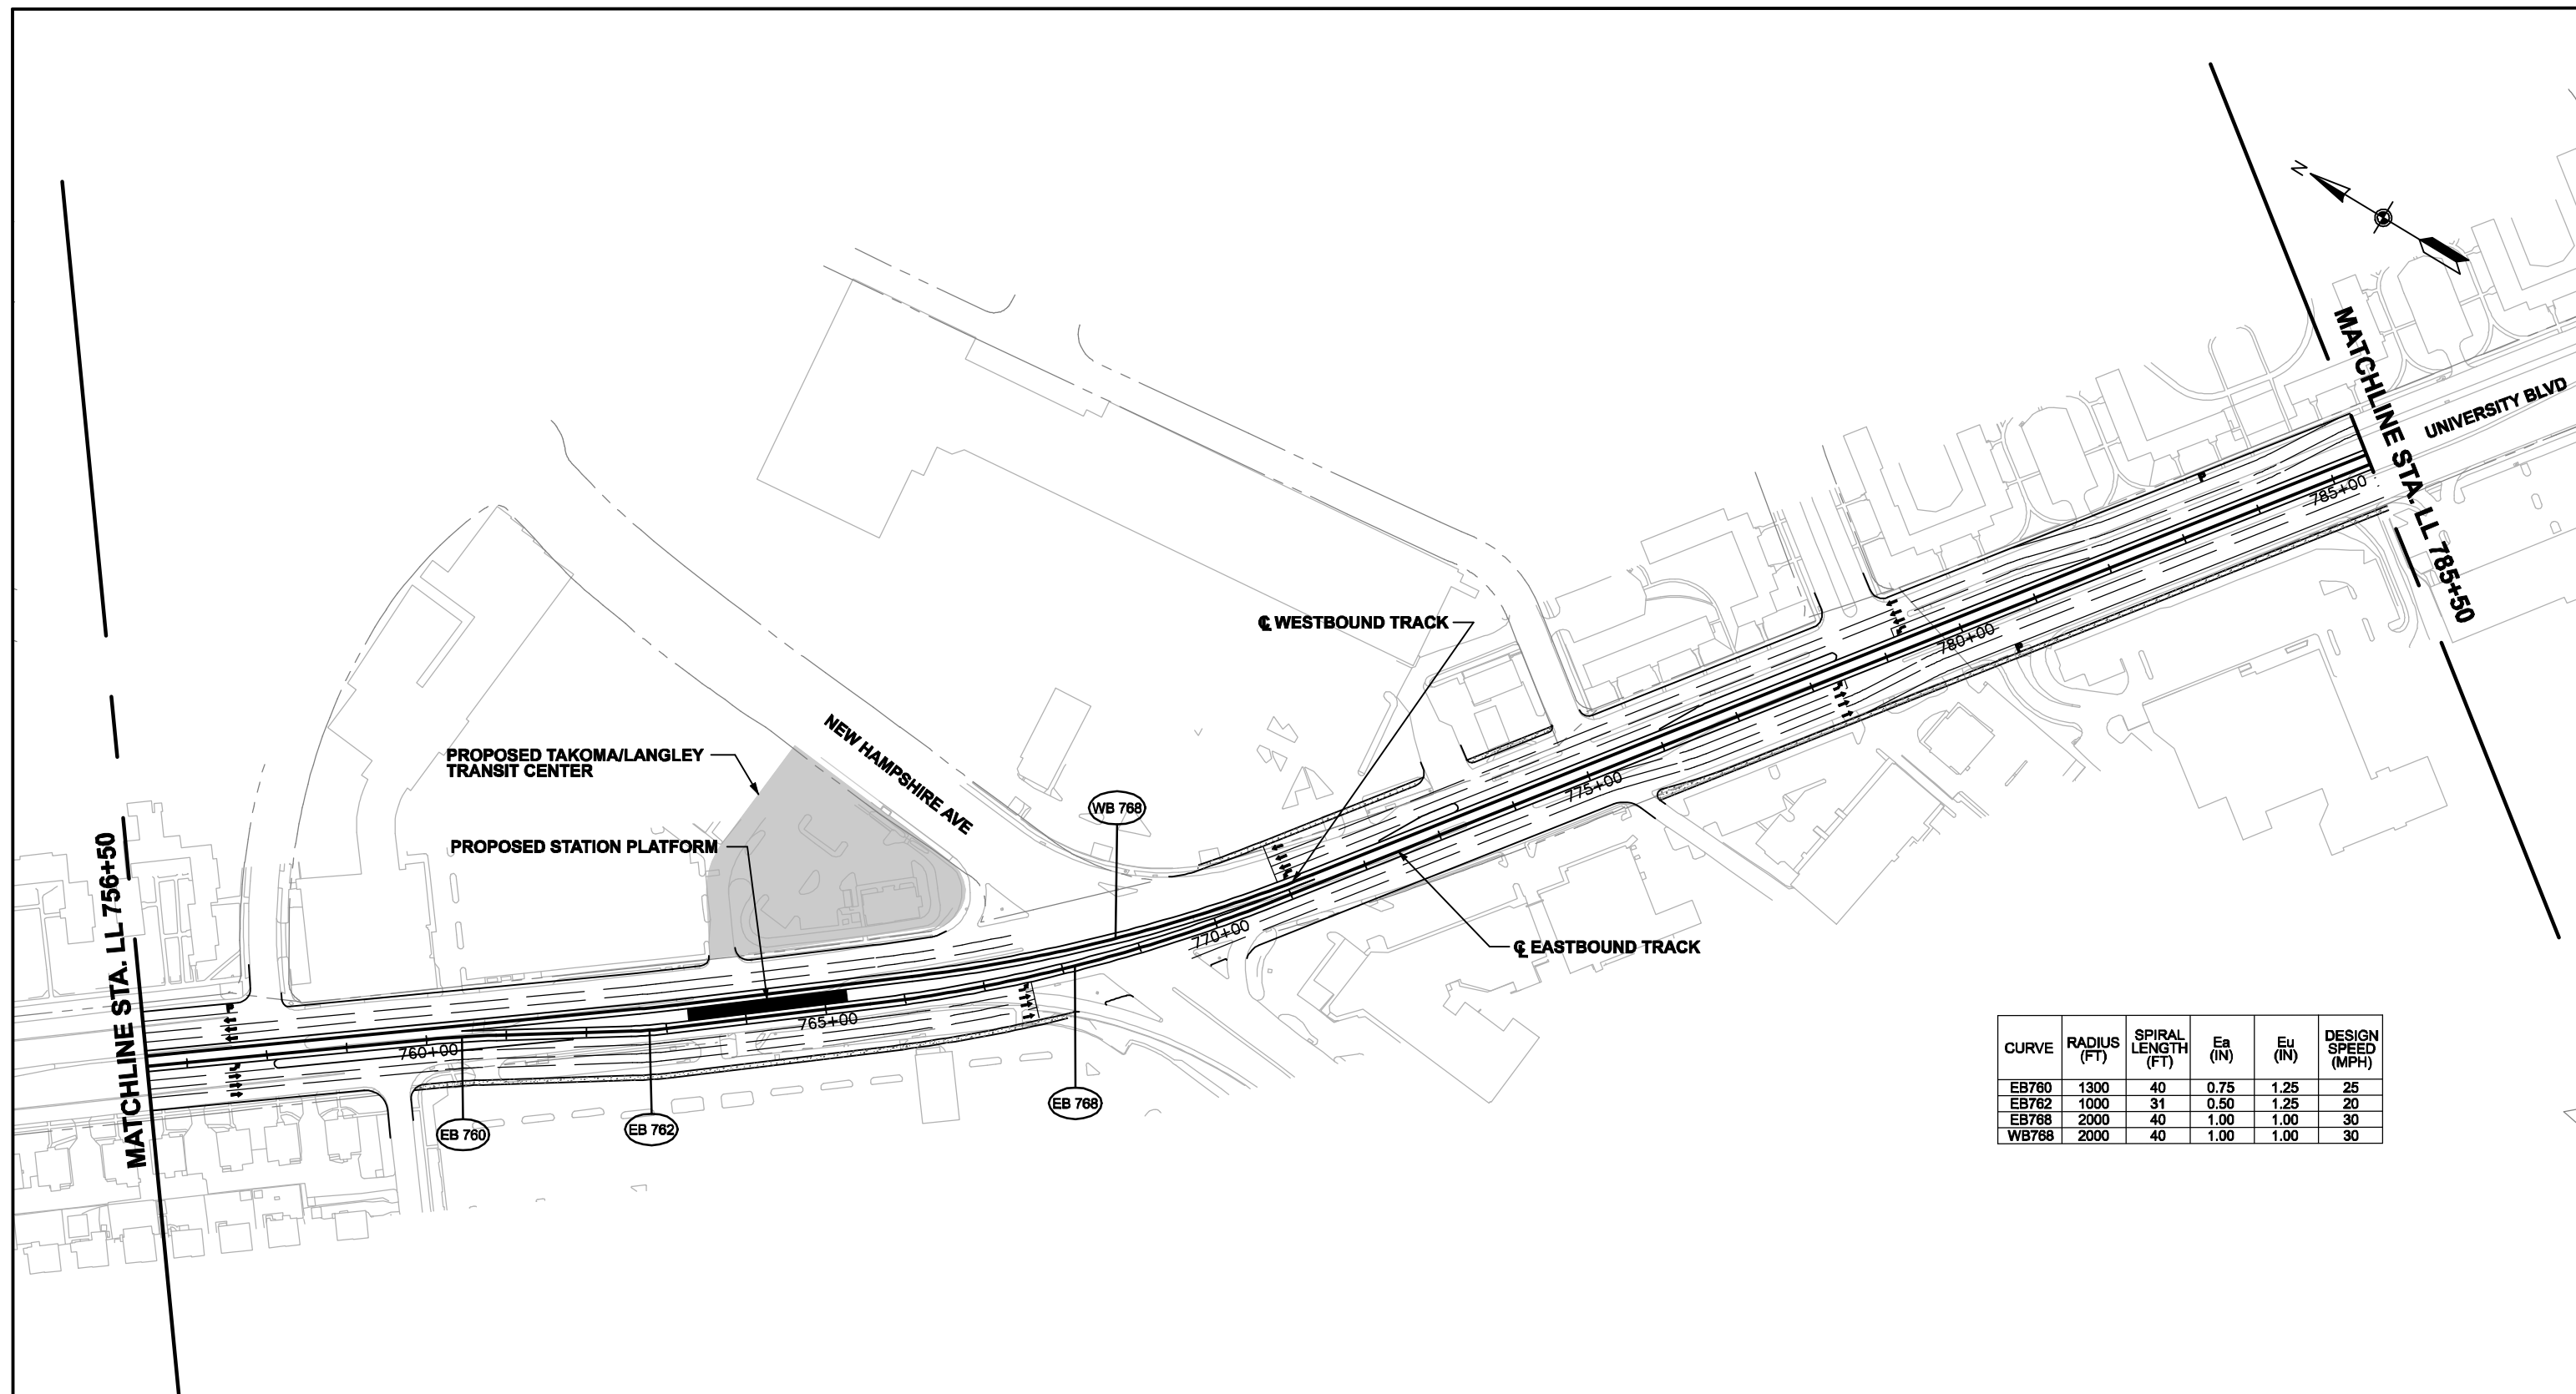 N
MATCHLINE STA. LL 785+50
UNIVERSITY BLVD
785+00
℄ WESTBOUND TRACK
780+00
NEW HAMPSHIRE AVE
PROPOSED TAKOMA/LANGLEY
TRANSIT CENTER
775+00
WB 768
PROPOSED STATION PLATFORM
MATCHLINE STA. LL 756+50
770+00
℄ EASTBOUND TRACK
765+00
760+00
EB 768
EB 762
EB 760
CURVE RADIUS (FT) SPIRAL LENGTH (FT) Ea (IN) Eu (IN) DESIGN SPEED (MPH)
EB760 1300 40 0.75 1.25 25
EB762 1000 31 0.50 1.25 20
EB768 2000 40 1.00 1.00 30
WB768 2000 40 1.00 1.00 30